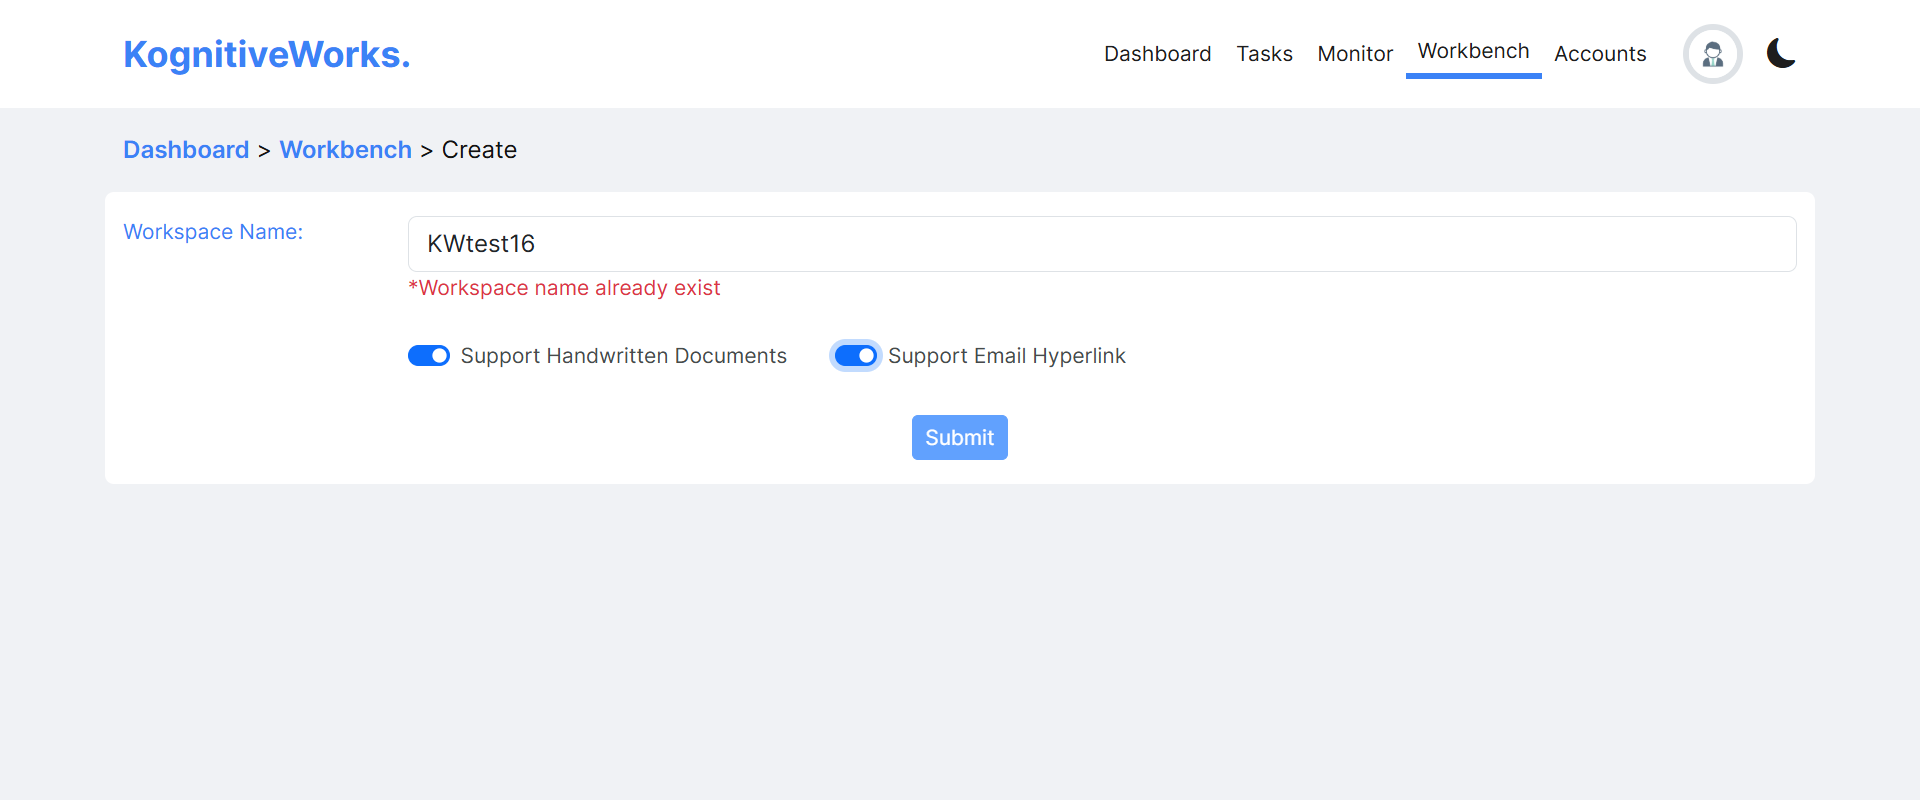 KognitiveWorks.
Dashboard Tasks Monitor Workbench Accounts
Dashboard > Workbench > Create
Workspace Name:
KWtest16
*Workspace name already exist
Support Handwritten Documents Support Email Hyperlink
Submit